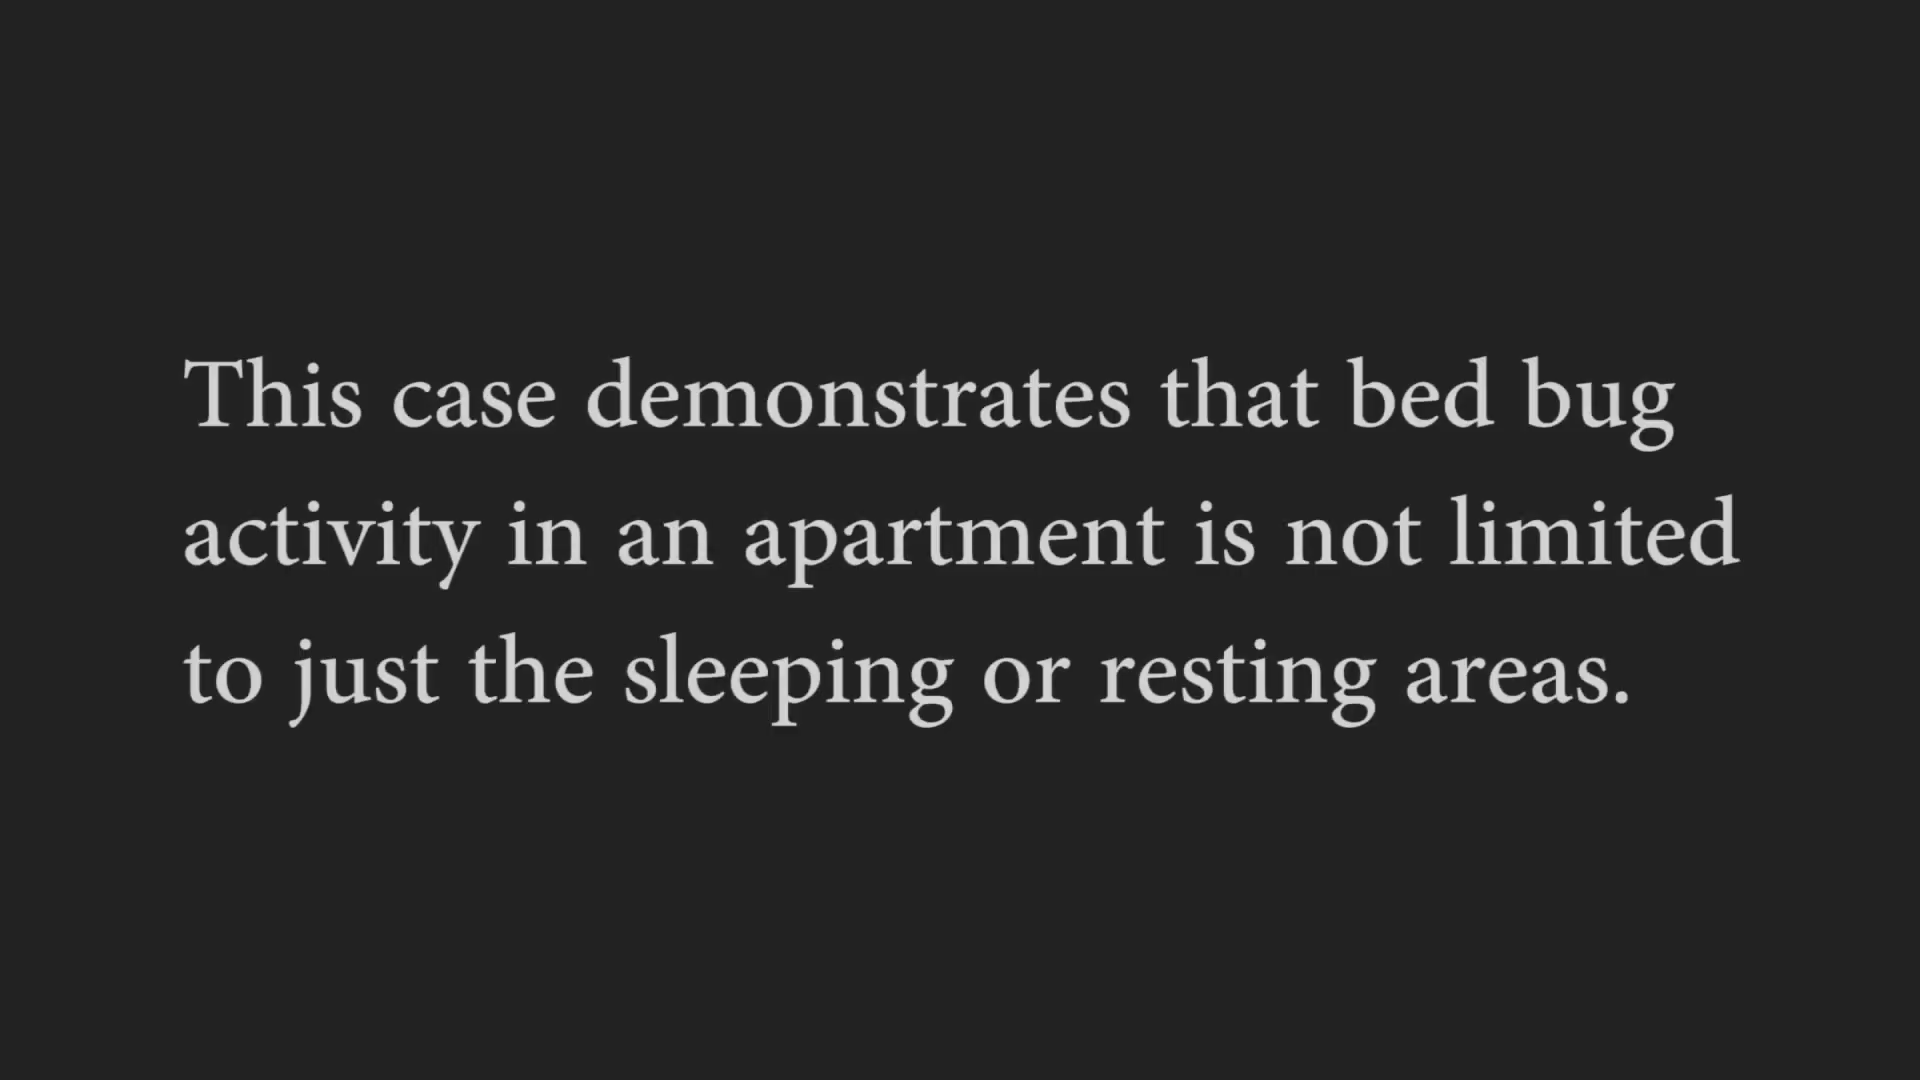 This case demonstrates that bed bug
activity in an apartment is not limited
to just the sleeping or resting areas.